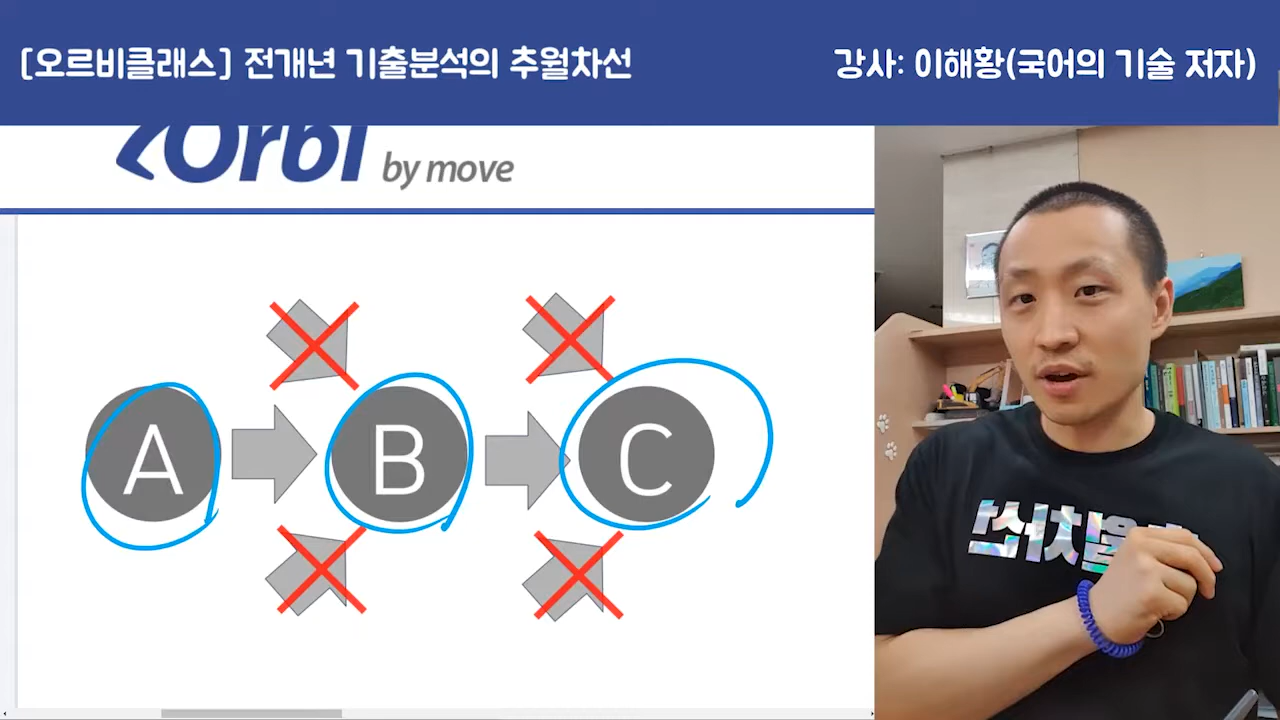 [오르비클래스] 전개년 기출분석의 추월차선
강사: 이해황(국어의 기술 저자)
Orbi by move
A
B
C